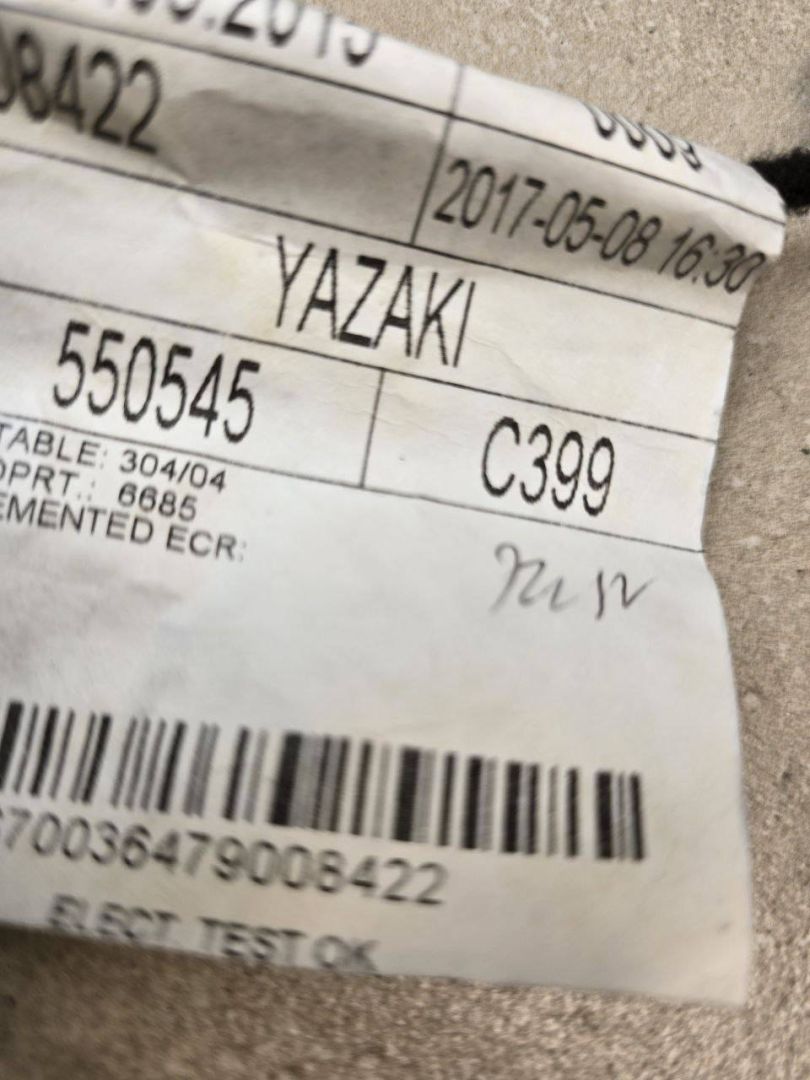 .2015
08422
2017-05-08 16:30
YAZAKI
550545
C399
TABLE: 304/04
OPRT.: 6685
EMENTED ECR:
70036479008422
ELECT TEST OK